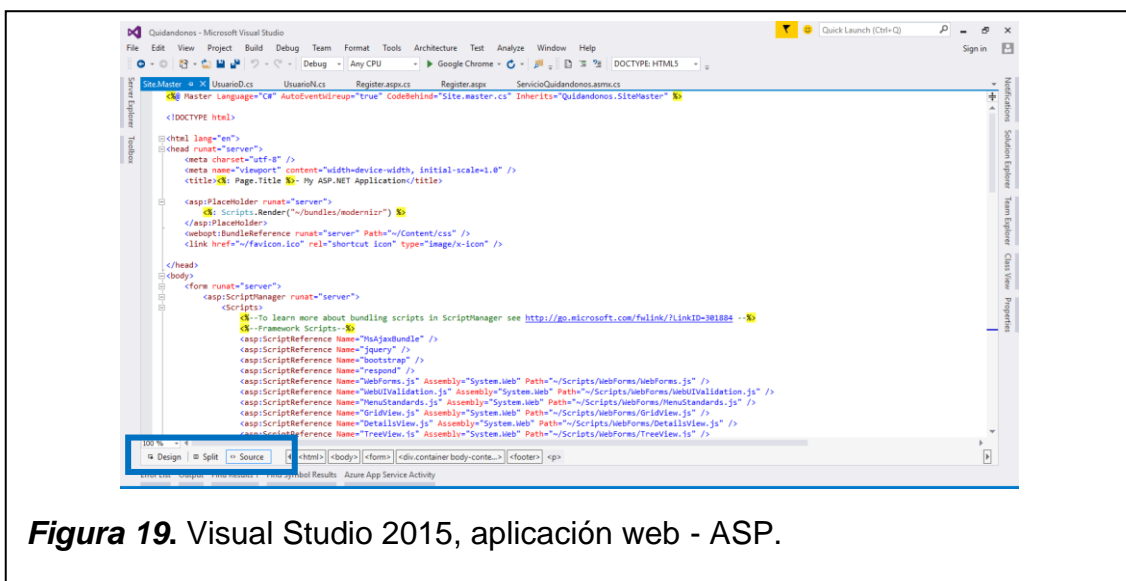 Quidandonos - Microsoft Visual Studio
Quick Launch (Ctrl+Q)
File Edit View Project Build Debug Team Format Tools Architecture Test Analyze Window Help
Sign in
Debug Any CPU Google Chrome DOCTYPE: HTML5
Site.Master UsuarioD.cs UsuarioN.cs Register.aspx.cs Register.aspx ServicioQuidandonos.asmx.cs
Server Explorer
Toolbox
Notifications
Solution Explorer
Team Explorer
Class View
Properties
<%@ Master Language="C#" AutoEventWireup="true" CodeBehind="Site.master.cs" Inherits="Quidandonos.SiteMaster" %>
<!DOCTYPE html>
<html lang="en">
<head runat="server">
<meta charset="utf-8" />
<meta name="viewport" content="width=device-width, initial-scale=1.0" />
<title><%: Page.Title %>- My ASP.NET Application</title>
<asp:PlaceHolder runat="server">
<%: Scripts.Render("~/bundles/modernizr") %>
</asp:PlaceHolder>
<webopt:BundleReference runat="server" Path="~/Content/css" />
<link href="~/favicon.ico" rel="shortcut icon" type="image/x-icon" />
</head>
<body>
<form runat="server">
<asp:ScriptManager runat="server">
<Scripts>
<%--To learn more about bundling scripts in ScriptManager see http://go.microsoft.com/fwlink/?LinkID=301884 --%>
<%--Framework Scripts--%>
<asp:ScriptReference Name="MsAjaxBundle" />
<asp:ScriptReference Name="jquery" />
<asp:ScriptReference Name="bootstrap" />
<asp:ScriptReference Name="respond" />
<asp:ScriptReference Name="WebForms.js" Assembly="System.Web" Path="~/Scripts/WebForms/WebForms.js" />
<asp:ScriptReference Name="WebUIValidation.js" Assembly="System.Web" Path="~/Scripts/WebForms/WebUIValidation.js" />
<asp:ScriptReference Name="MenuStandards.js" Assembly="System.Web" Path="~/Scripts/WebForms/MenuStandards.js" />
<asp:ScriptReference Name="GridView.js" Assembly="System.Web" Path="~/Scripts/WebForms/GridView.js" />
<asp:ScriptReference Name="DetailsView.js" Assembly="System.Web" Path="~/Scripts/WebForms/DetailsView.js" />
<asp:ScriptReference Name="TreeView.js" Assembly="System.Web" Path="~/Scripts/WebForms/TreeView.js" />
100 %
Design Split Source <html> <body> <form> <div.container body-conte...> <footer> <p>
Error List Output Find Results 1 Find Symbol Results Azure App Service Activity
Figura 19. Visual Studio 2015, aplicación web - ASP.